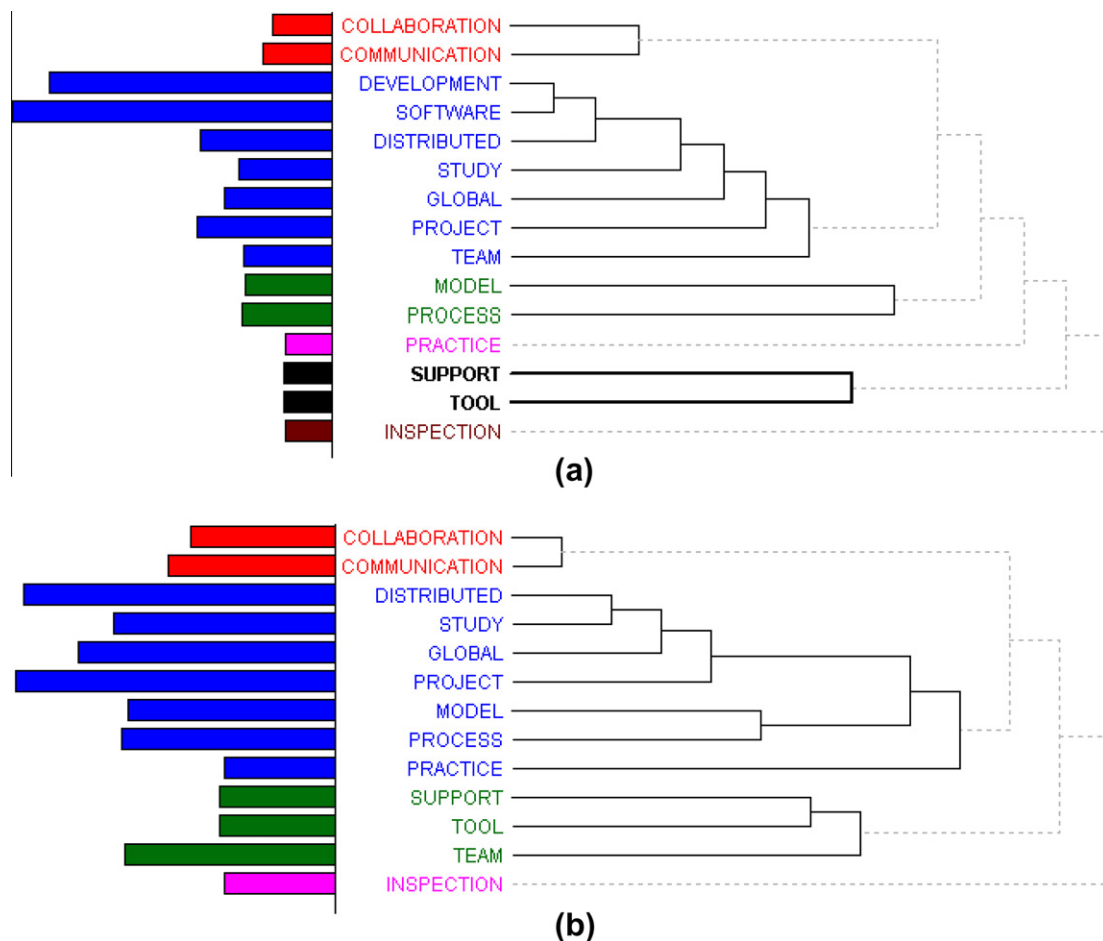 COLLABORATION
COMMUNICATION
DEVELOPMENT
SOFTWARE
DISTRIBUTED
STUDY
GLOBAL
PROJECT
TEAM
MODEL
PROCESS
PRACTICE
SUPPORT
TOOL
INSPECTION
(a)
COLLABORATION
COMMUNICATION
DISTRIBUTED
STUDY
GLOBAL
PROJECT
MODEL
PROCESS
PRACTICE
SUPPORT
TOOL
TEAM
INSPECTION
(b)